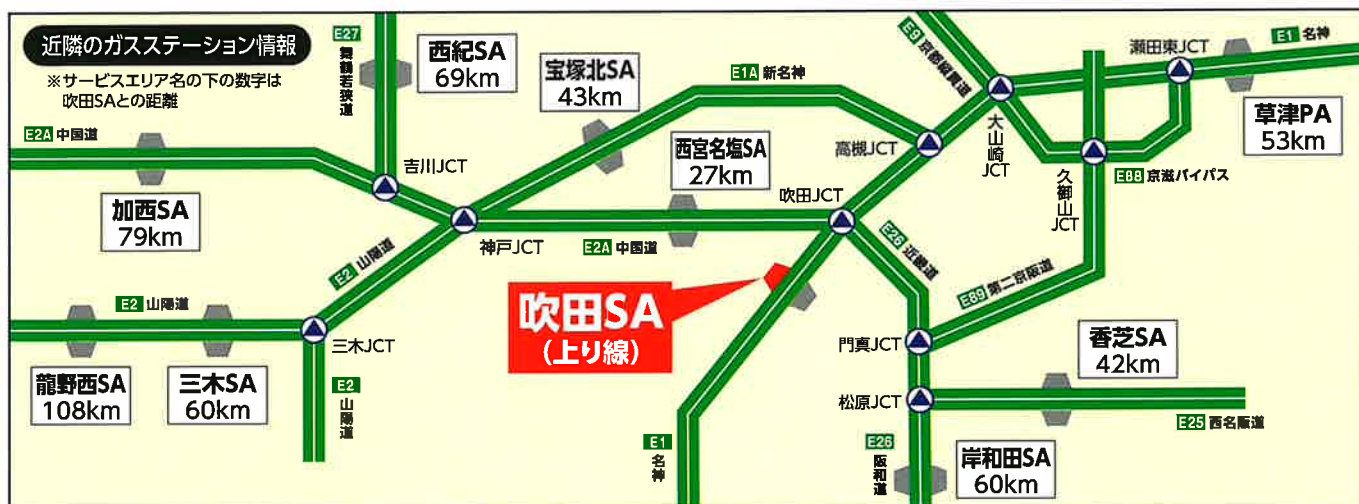 近隣のガスステーション情報
※サービスエリア名の下の数字は
吹田SAとの距離
E27
舞鶴若狭道
西紀SA
69km
宝塚北SA
43km
E1A 新名神
E9 京都縦貫道
瀬田東JCT
E1 名神
草津PA
53km
E2A 中国道
加西SA
79km
吉川JCT
西宮名塩SA
27km
高槻JCT
大山崎JCT
久御山JCT
E88 京滋バイパス
吹田JCT
神戸JCT
E2A 中国道
E2 山陽道
E26 近畿道
E89 第二京阪道
吹田SA
(上り線)
E2 山陽道
三木JCT
龍野西SA
108km
三木SA
60km
E2
山陽道
門真JCT
香芝SA
42km
松原JCT
E25 西名阪道
E1
名神
E26
阪和道
岸和田SA
60km